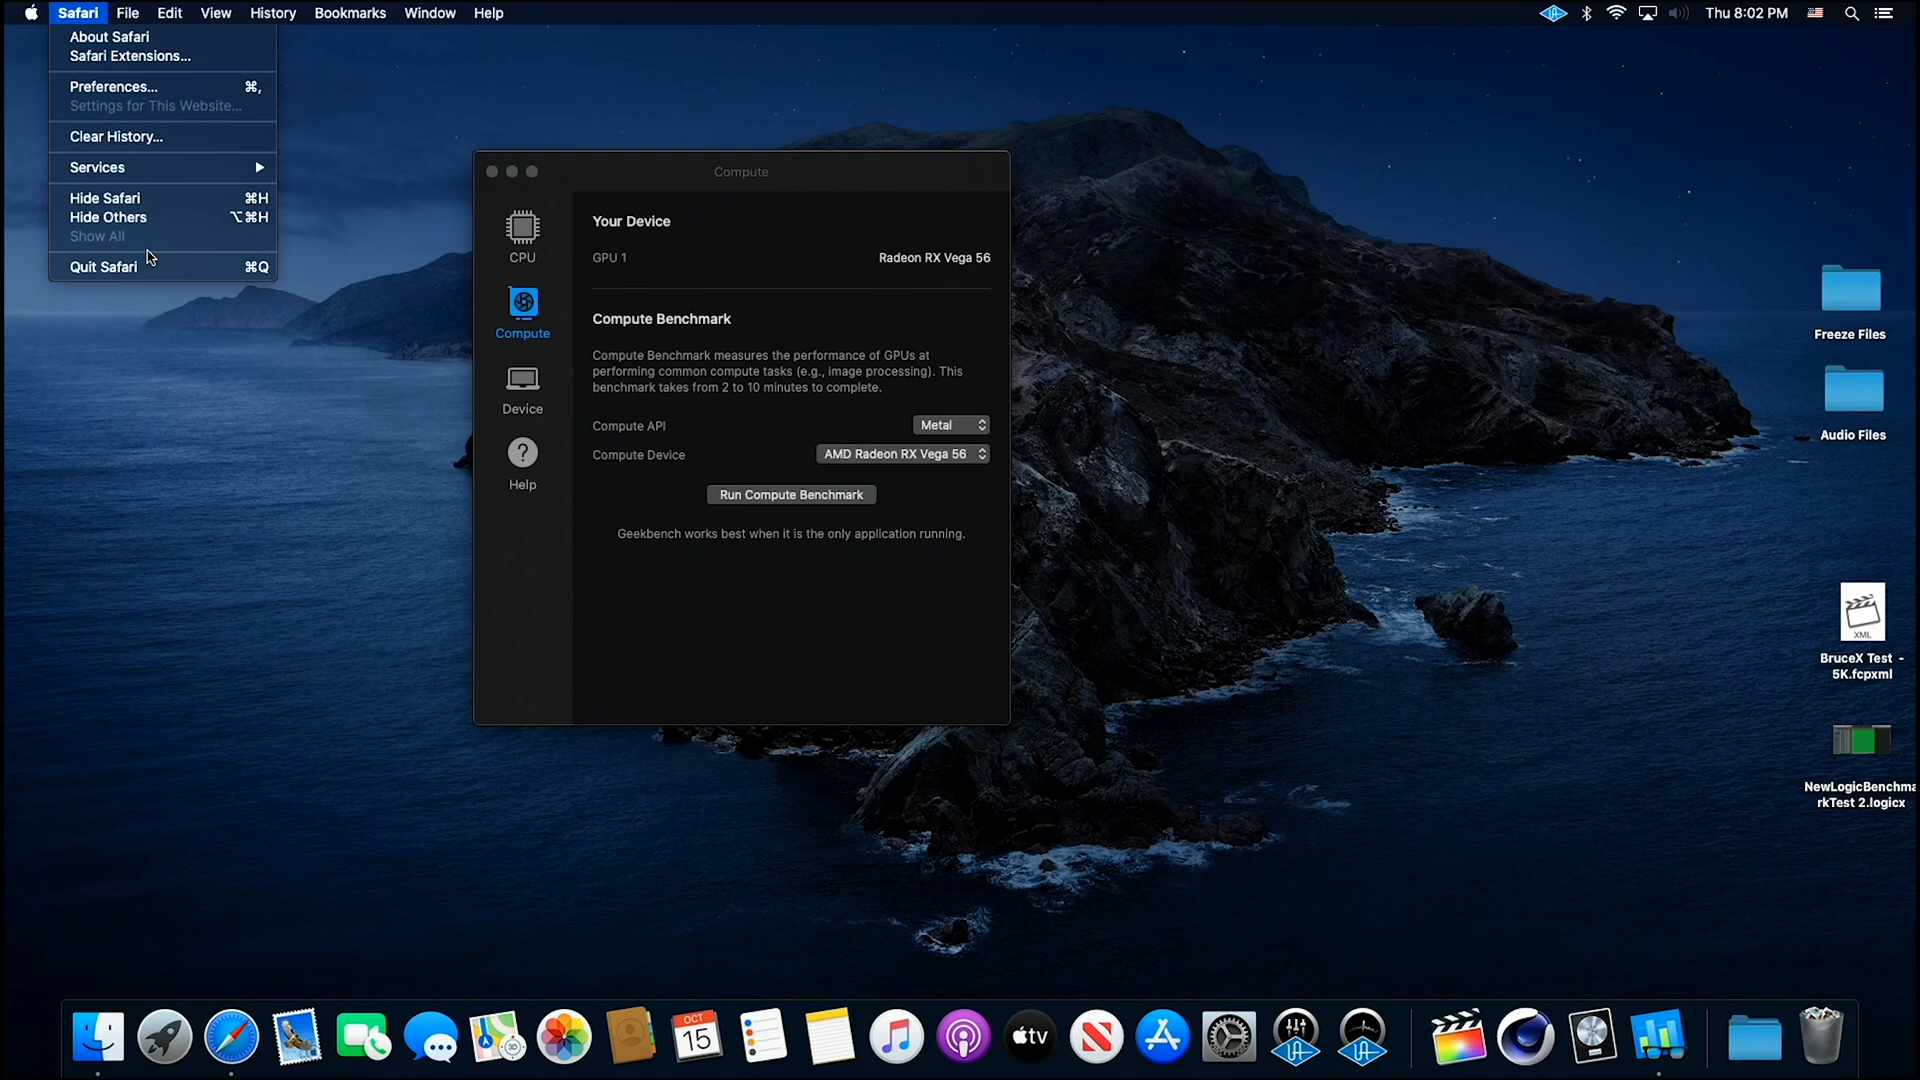 Safari File Edit View History Bookmarks Window Help
Thu 8:02 PM
About Safari
Safari Extensions...
Preferences... ⌘,
Settings for This Website...
Clear History...
Services
Hide Safari ⌘H
Hide Others ⌥⌘H
Show All
Quit Safari ⌘Q
Compute
CPU
Compute
Device
?
Help
Your Device
GPU 1 Radeon RX Vega 56
Compute Benchmark
Compute Benchmark measures the performance of GPUs at
performing common compute tasks (e.g., image processing). This
benchmark takes from 2 to 10 minutes to complete.
Compute API Metal
Compute Device AMD Radeon RX Vega 56
Run Compute Benchmark
Geekbench works best when it is the only application running.
Freeze Files
Audio Files
XML
BruceX Test -
5K.fcpxml
NewLogicBenchma
rkTest 2.logicx
3D
OCT
15
tv